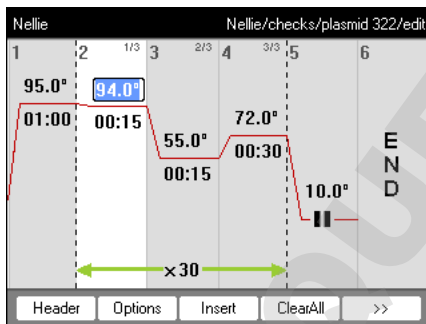 Nellie Nellie/checks/plasmid 322/edit
1 2 1/3 3 2/3 4 3/3 5 6
95.0° 94.0° 72.0°
01:00 00:15 55.0° 00:30
00:15 10.0°
END
×30
Header Options Insert ClearAll >>